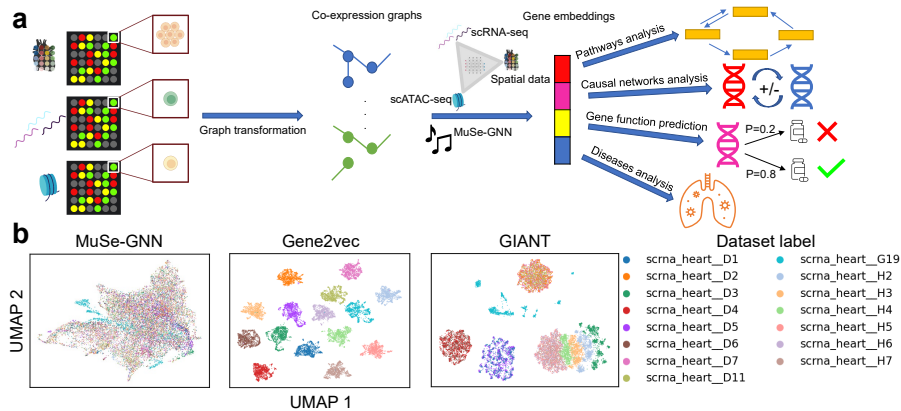 a
Co-expression graphs
Gene embeddings
scRNA-seq
Spatial data
scATAC-seq
Graph transformation
MuSe-GNN
Pathways analysis
Causal networks analysis
+/-
Gene function prediction
P=0.2
P=0.8
Diseases analysis
b
MuSe-GNN
Gene2vec
GIANT
Dataset label
UMAP 2
UMAP 1
scrna_heart__D1
scrna_heart__D2
scrna_heart__D3
scrna_heart__D4
scrna_heart__D5
scrna_heart__D6
scrna_heart__D7
scrna_heart__D11
scrna_heart__G19
scrna_heart__H2
scrna_heart__H3
scrna_heart__H4
scrna_heart__H5
scrna_heart__H6
scrna_heart__H7